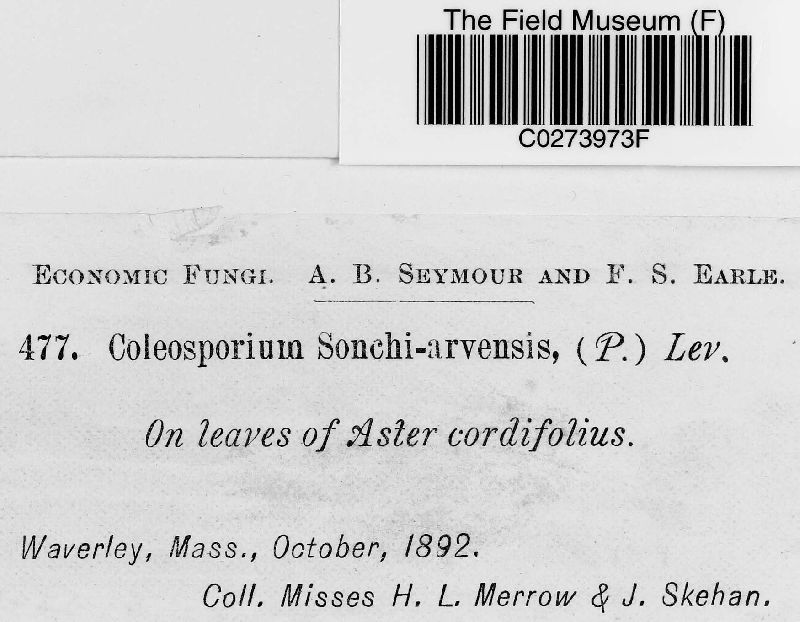 The Field Museum (F)
C0273973F
Economic Fungi. A. B. Seymour and F. S. Earle.
477. Coleosporium Sonchi-arvensis, (P.) Lev.
On leaves of Aster cordifolius.
Waverley, Mass., October, 1892.
Coll. Misses H. L. Merrow & J. Skehan.